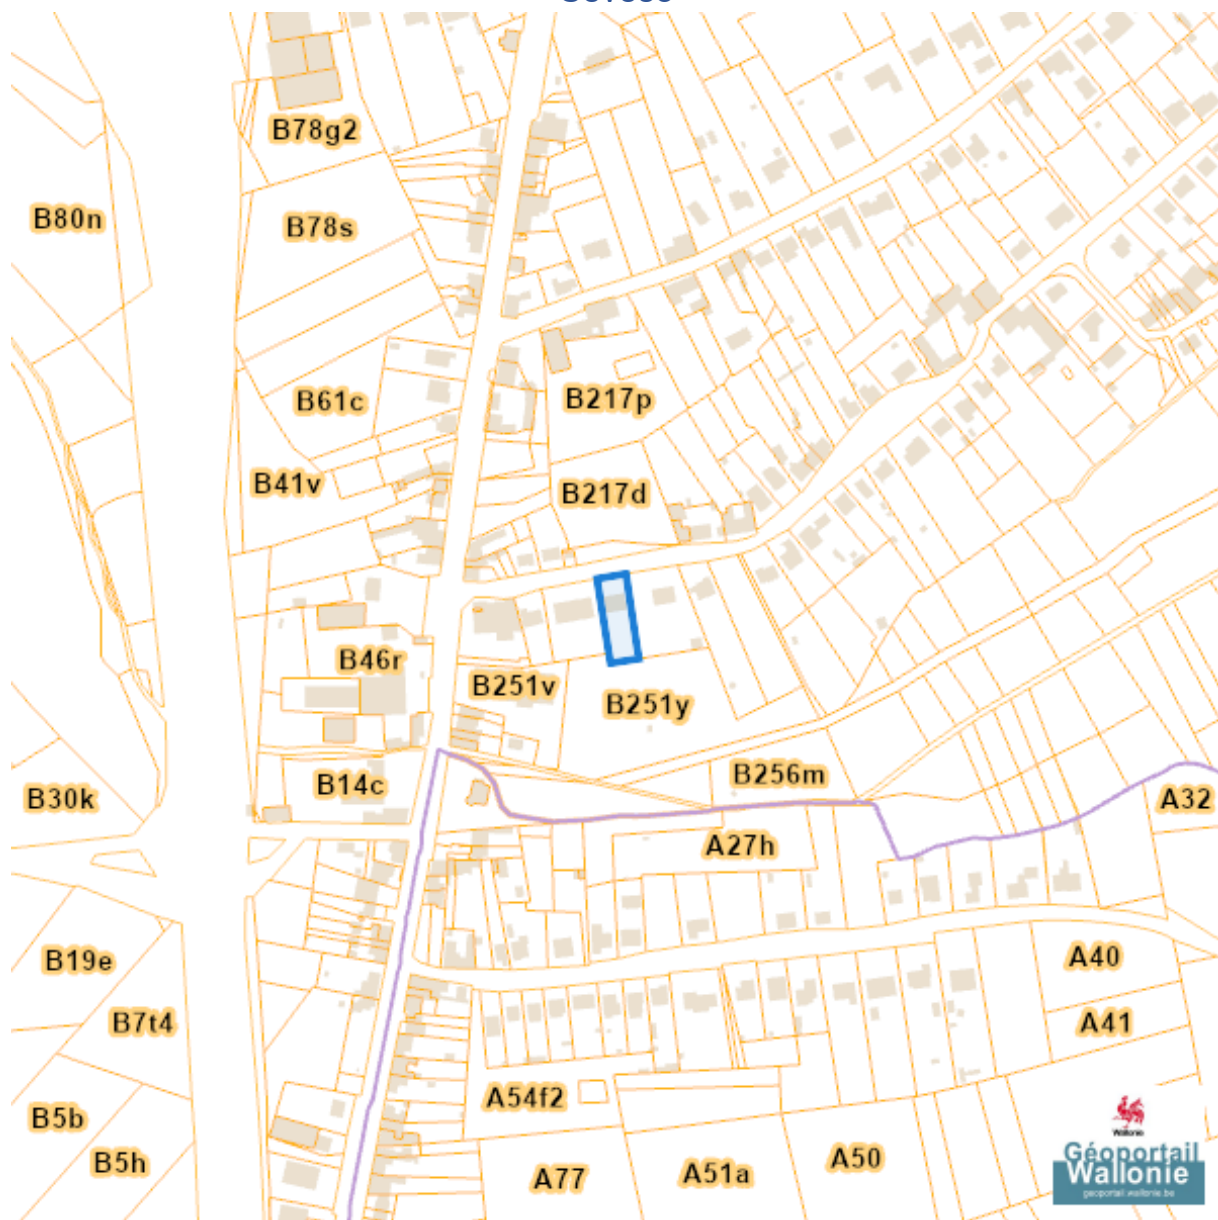 B78g2
B80n
B78s
B61c
B217p
B41v
B217d
B46r
B251v
B251y
B256m
B14c
B30k
A32
A27h
B19e
A40
B7t4
A41
A54f2
B5b
B5h
A77
A51a
A50
Wallonie
Géoportail
Wallonie
geoportail.wallonie.be